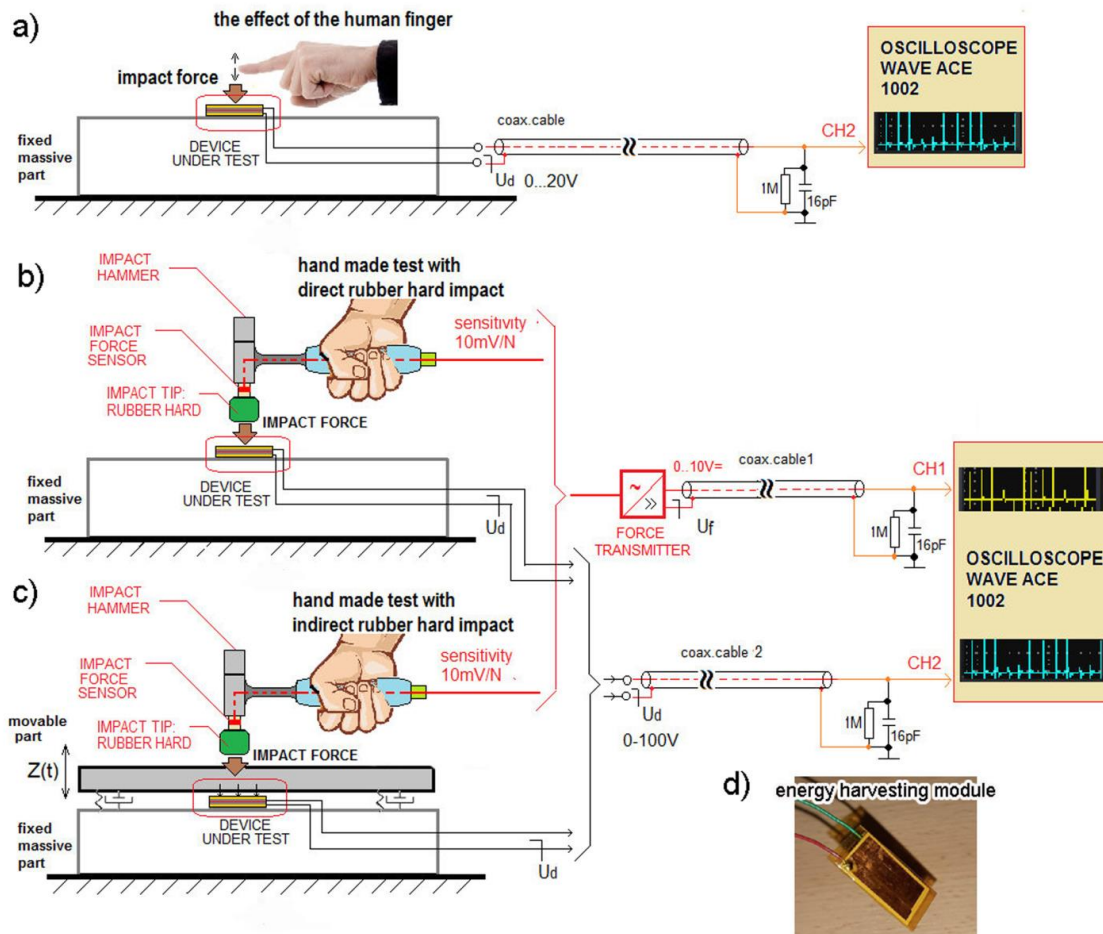 a)
the effect of the human finger
impact force
fixed
massive
part
DEVICE
UNDER TEST
coax.cable
Ud
0...20V
CH2
1M
16pF
OSCILLOSCOPE
WAVE ACE
1002
b)
IMPACT
HAMMER
hand made test with
direct rubber hard impact
IMPACT
FORCE
SENSOR
sensitivity
10mV/N
IMPACT TIP:
RUBBER HARD
IMPACT FORCE
fixed
massive
part
DEVICE
UNDER TEST
Ud
0..10V=
coax.cable1
CH1
FORCE
TRANSMITTER
Uf
1M
16pF
OSCILLOSCOPE
WAVE ACE
1002
c)
IMPACT
HAMMER
hand made test with
indirect rubber hard impact
IMPACT
FORCE
SENSOR
sensitivity
10mV/N
movable
part
IMPACT TIP:
RUBBER HARD
IMPACT FORCE
Z(t)
fixed
massive
part
DEVICE
UNDER TEST
Ud
coax.cable 2
CH2
Ud
0-100V
1M
16pF
d)
energy harvesting module